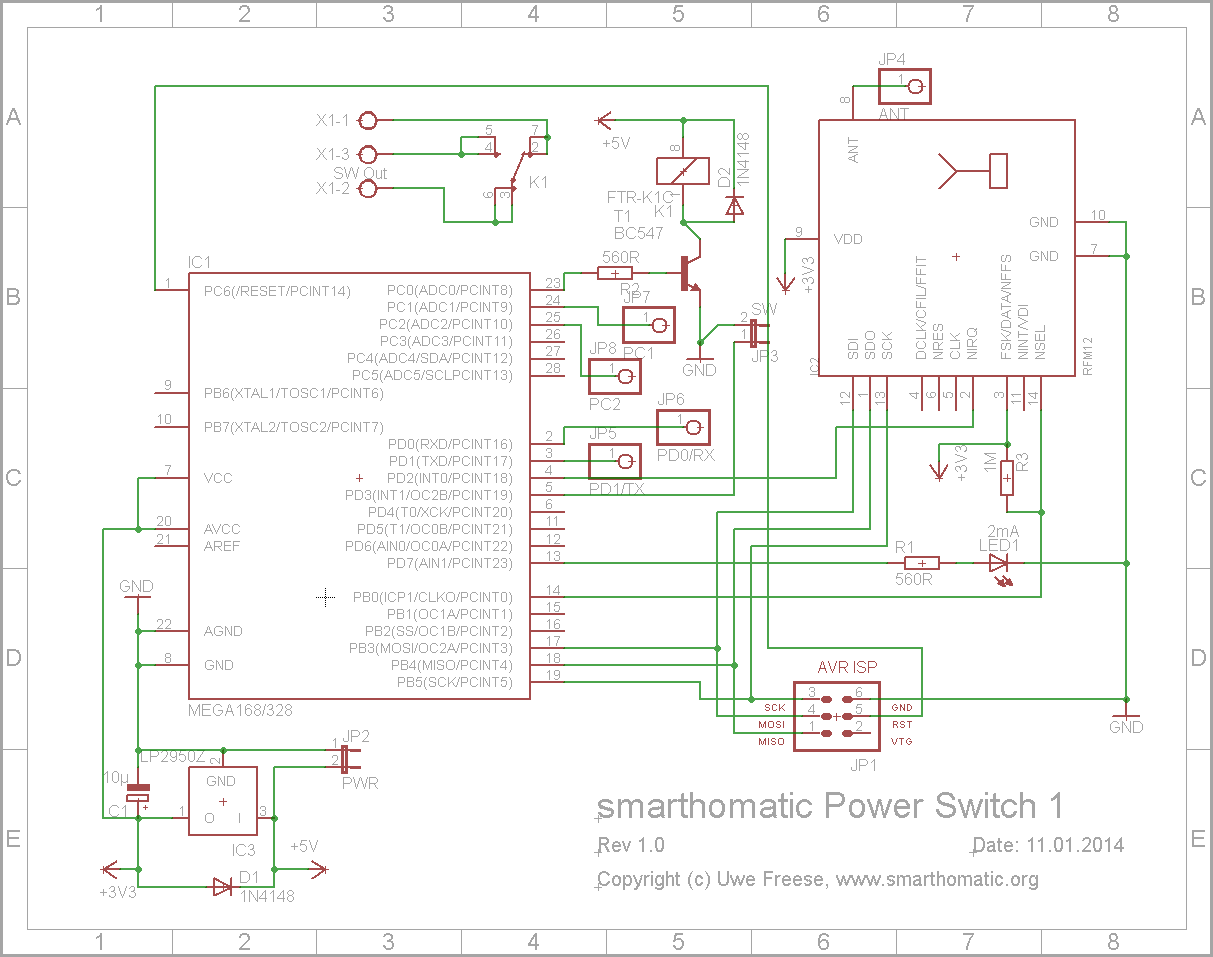 1 2 3 4 5 6 7 8
A
A
B
B
C
C
D
D
E
E
JP4
1
ANT
8
ANT
X1-1
X1-3
SW Out
X1-2
5
4
7
2
6
3
K1
+5V
8
1
FTR-K1C
K1
D2
1N4148
T1
BC547
560R
R2
JP7
1
PC1
JP8
1
PC2
JP6
1
PD0/RX
JP5
1
PD1/TX
SW
2
1
JP3
GND
9
VDD
+3V3
GND
10
GND
7
IC2
RFM12
SDI
SDO
SCK
DCLK/CFIL/FFIT
NRES
CLK
NIRQ
FSK/DATA/NFFS
NINT/VDI
NSEL
12
1
13
4
6
5
2
3
11
14
+3V3
1M
R3
2mA
LED1
R1
560R
IC1
1 PC6(/RESET/PCINT14) PC0(ADC0/PCINT8) 23
PC1(ADC1/PCINT9) 24
PC2(ADC2/PCINT10) 25
PC3(ADC3/PCINT11) 26
PC4(ADC4/SDA/PCINT12) 27
PC5(ADC5/SCLPCINT13) 28
9 PB6(XTAL1/TOSC1/PCINT6)
10 PB7(XTAL2/TOSC2/PCINT7)
PD0(RXD/PCINT16) 2
PD1(TXD/PCINT17) 3
7 VCC PD2(INT0/PCINT18) 4
PD3(INT1/OC2B/PCINT19) 5
PD4(T0/XCK/PCINT20) 6
20 AVCC PD5(T1/OC0B/PCINT21) 11
21 AREF PD6(AIN0/OC0A/PCINT22) 12
PD7(AIN1/PCINT23) 13
PB0(ICP1/CLKO/PCINT0) 14
PB1(OC1A/PCINT1) 15
22 AGND PB2(SS/OC1B/PCINT2) 16
PB3(MOSI/OC2A/PCINT3) 17
8 GND PB4(MISO/PCINT4) 18
PB5(SCK/PCINT5) 19
MEGA168/328
GND
AVR ISP
3 6
SCK GND
4 5
MOSI RST
1 2
MISO VTG
JP1
GND
LP2950Z
2
GND
1
O I
3
IC3
10µ
C1
+
1
2
JP2
PWR
+5V
+3V3
D1
1N4148
smarthomatic Power Switch 1
Rev 1.0 Date: 11.01.2014
Copyright (c) Uwe Freese, www.smarthomatic.org
1 2 3 4 5 6 7 8